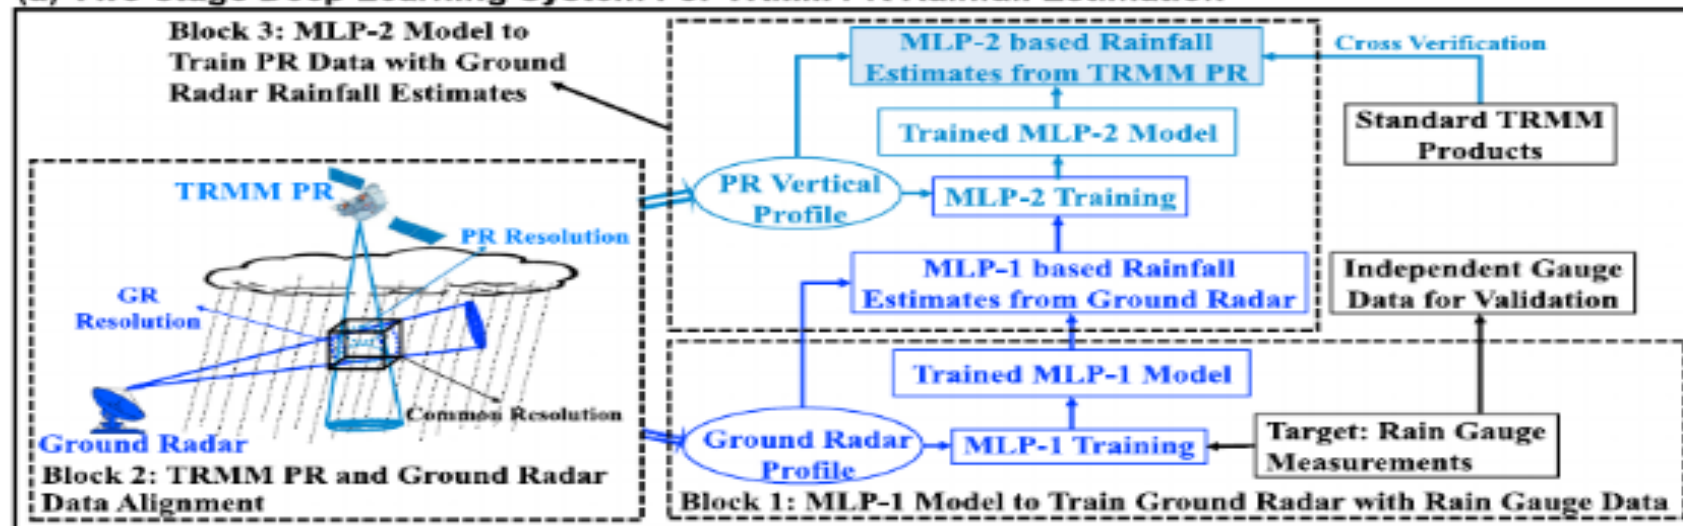 Block 3: MLP-2 Model to
Train PR Data with Ground
Radar Rainfall Estimates
MLP-2 based Rainfall
Estimates from TRMM PR
Cross Verification
Trained MLP-2 Model
Standard TRMM
Products
PR Vertical
Profile
MLP-2 Training
TRMM PR
PR Resolution
GR
Resolution
MLP-1 based Rainfall
Estimates from Ground Radar
Independent Gauge
Data for Validation
Trained MLP-1 Model
Common Resolution
Ground Radar
Ground Radar
Profile
MLP-1 Training
Target: Rain Gauge
Measurements
Block 2: TRMM PR and Ground Radar
Data Alignment
Block 1: MLP-1 Model to Train Ground Radar with Rain Gauge Data